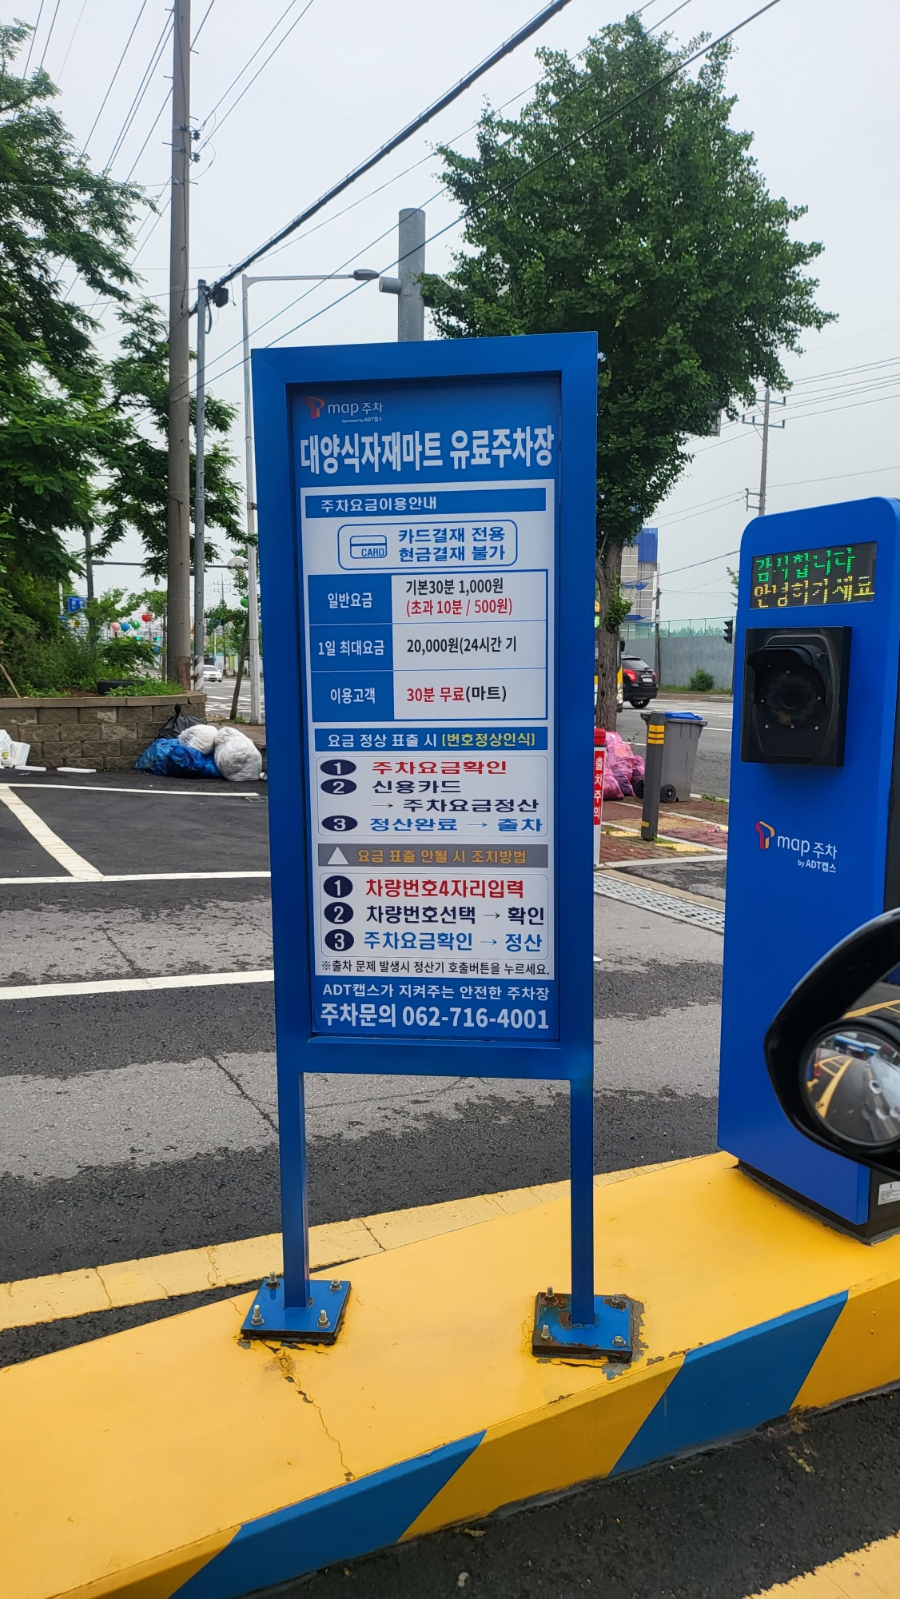 map 주차
Sponsored by ADT캡스
대양식자재마트 유료주차장
주차요금이용안내
CARD
카드결재 전용
현금결재 불가
일반요금
기본30분 1,000원
(초과 10분 / 500원)
1일 최대요금
20,000원(24시간 기
이용고객
30분 무료(마트)
요금 정상 표출 시 [번호정상인식]
1 주차요금확인
2 신용카드
→ 주차요금정산
3 정산완료 → 출차
요금 표출 안될 시 조치방법
1 차량번호4자리입력
2 차량번호선택 → 확인
3 주차요금확인 → 정산
※출차 문제 발생시 정산기 호출버튼을 누르세요.
ADT캡스가 지켜주는 안전한 주차장
주차문의 062-716-4001
출차주의
감사합니다
안녕히가세요
map 주차
by ADT캡스